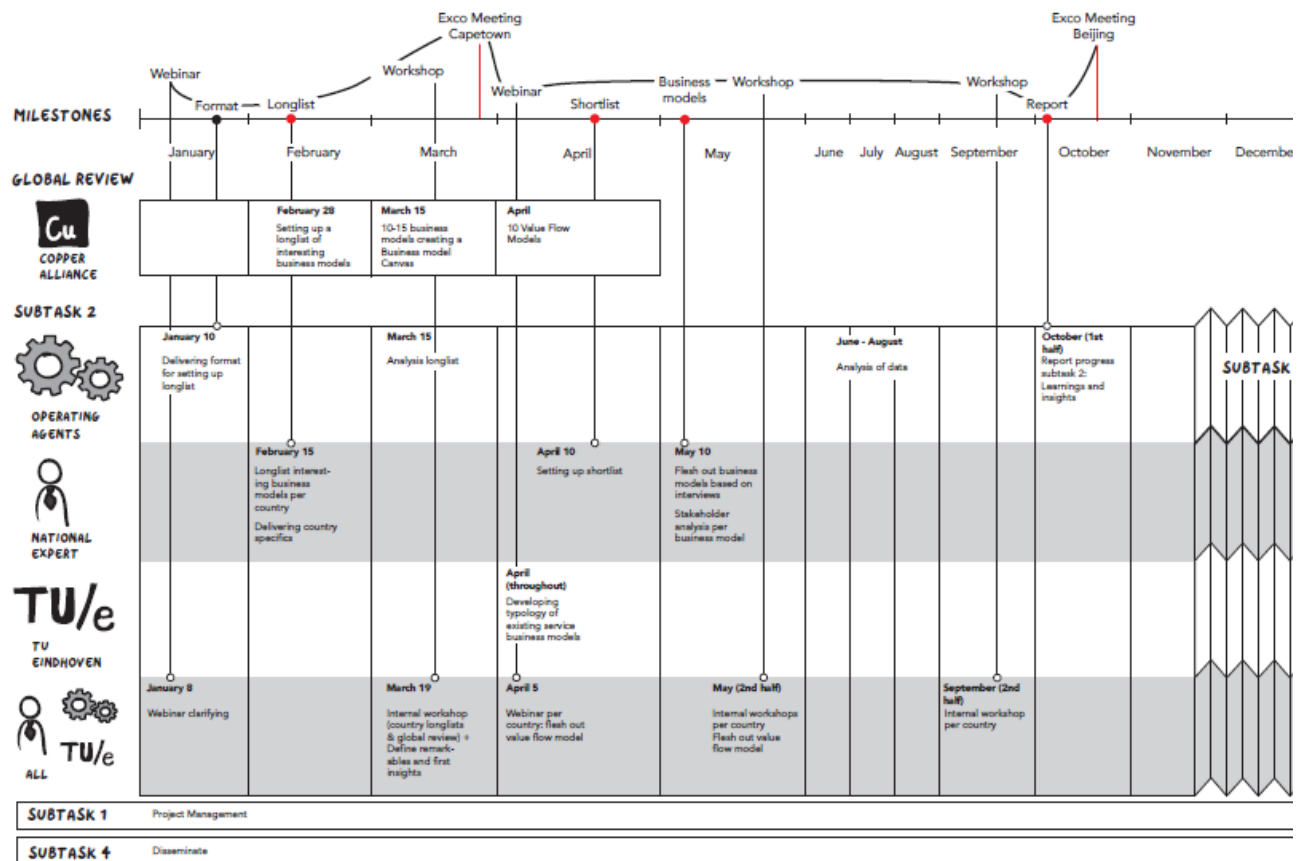 Exco Meeting
Capetown
Exco Meeting
Beijing
Webinar
Workshop
Webinar
Business
models
Workshop
Workshop
Format
Longlist
Shortlist
Report
MILESTONES
January
February
March
April
May
June
July
August
September
October
November
December
GLOBAL REVIEW
Cu
COPPER
ALLIANCE
February 28
Setting up a
longlist of
interesting
business models
March 15
10-15 business
models creating a
Business model
Canvas
April
10 Value Flow
Models
SUBTASK 2
OPERATING
AGENTS
January 10
Delivering format
for setting up
longlist
March 15
Analysis longlist
June - August
Analysis of data
October (1st
half)
Report progress
subtask 2:
Learnings and
insights
SUBTASK
NATIONAL
EXPERT
February 15
Longlist interest-
ing business
models per
country
Delivering country
specifics
April 10
Setting up shortlist
May 10
Flesh out business
models based on
interviews
Stakeholder
analysis per
business model
TU/e
TU
EINDHOVEN
April
(throughout)
Developing
typology of
existing service
business models
TU/e
ALL
January 8
Webinar clarifying
March 19
Internal workshop
(country longlists
& global review) +
Define remark-
ables and first
insights
April 5
Webinar per
country: flesh out
value flow model
May (2nd half)
Internal workshops
per country
Flesh out value
flow model
September (2nd
half)
Internal workshop
per country
SUBTASK 1
Project Management
SUBTASK 4
Disseminate